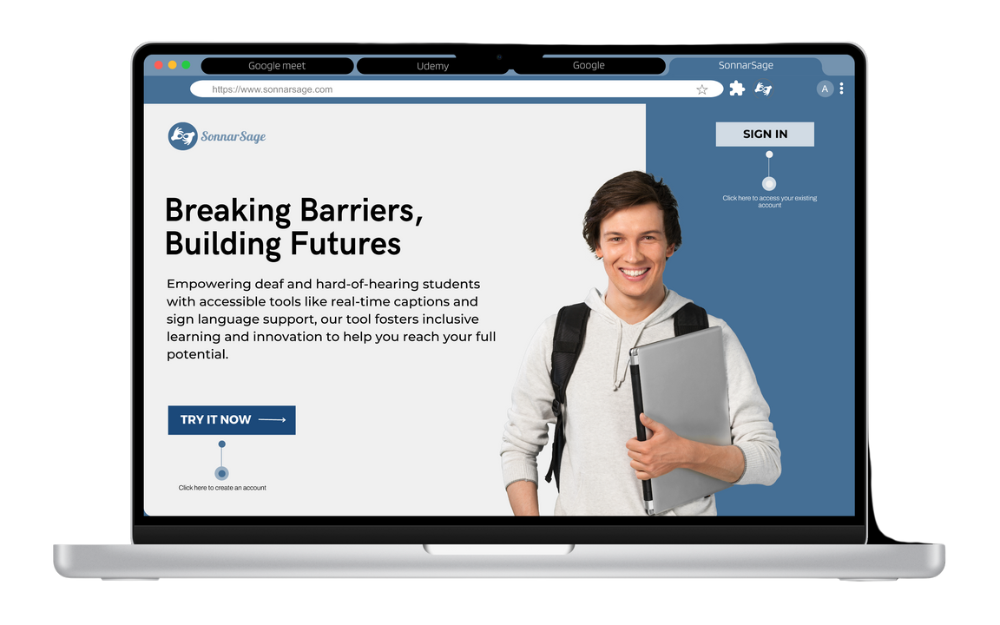 Google meet
Udemy
Google
SonnarSage
https://www.sonnarsage.com
A
SonnarSage
SIGN IN
Click here to access your existing
account
Breaking Barriers,
Building Futures
Empowering deaf and hard-of-hearing students
with accessible tools like real-time captions and
sign language support, our tool fosters inclusive
learning and innovation to help you reach your full
potential.
TRY IT NOW
Click here to create an account